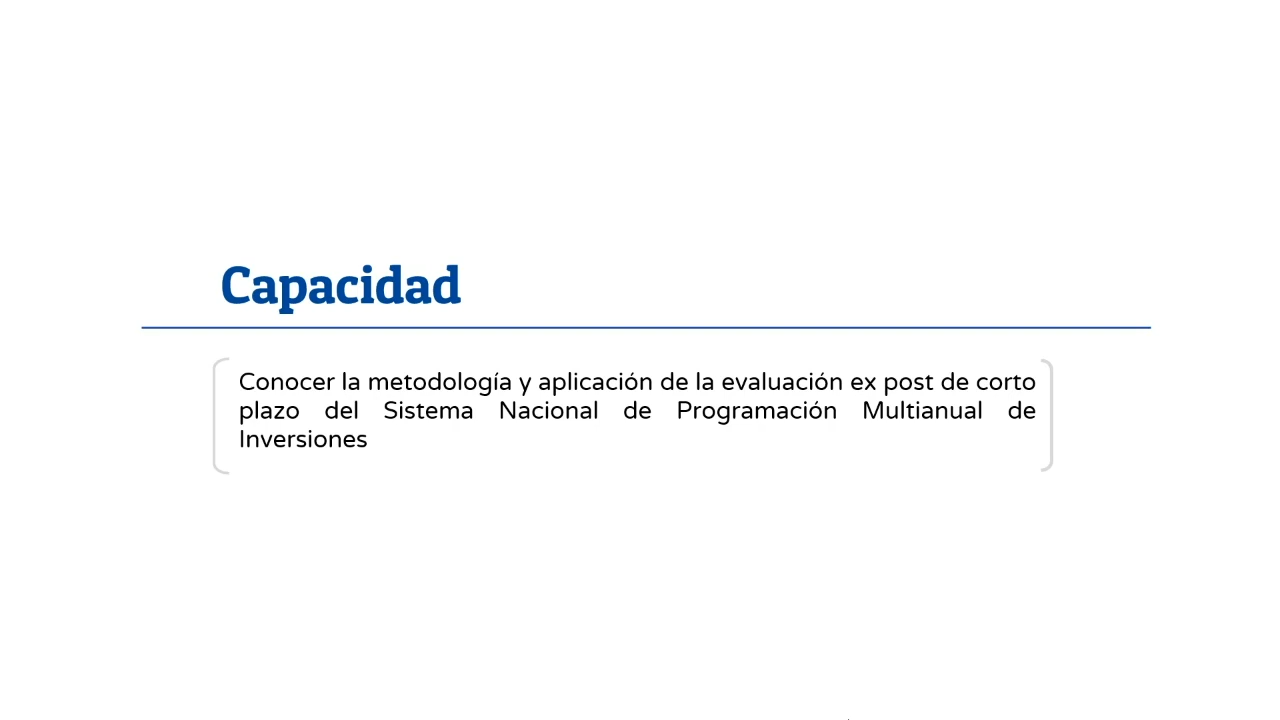 Capacidad
Conocer la metodología y aplicación de la evaluación ex post de corto
plazo del Sistema Nacional de Programación Multianual de
Inversiones